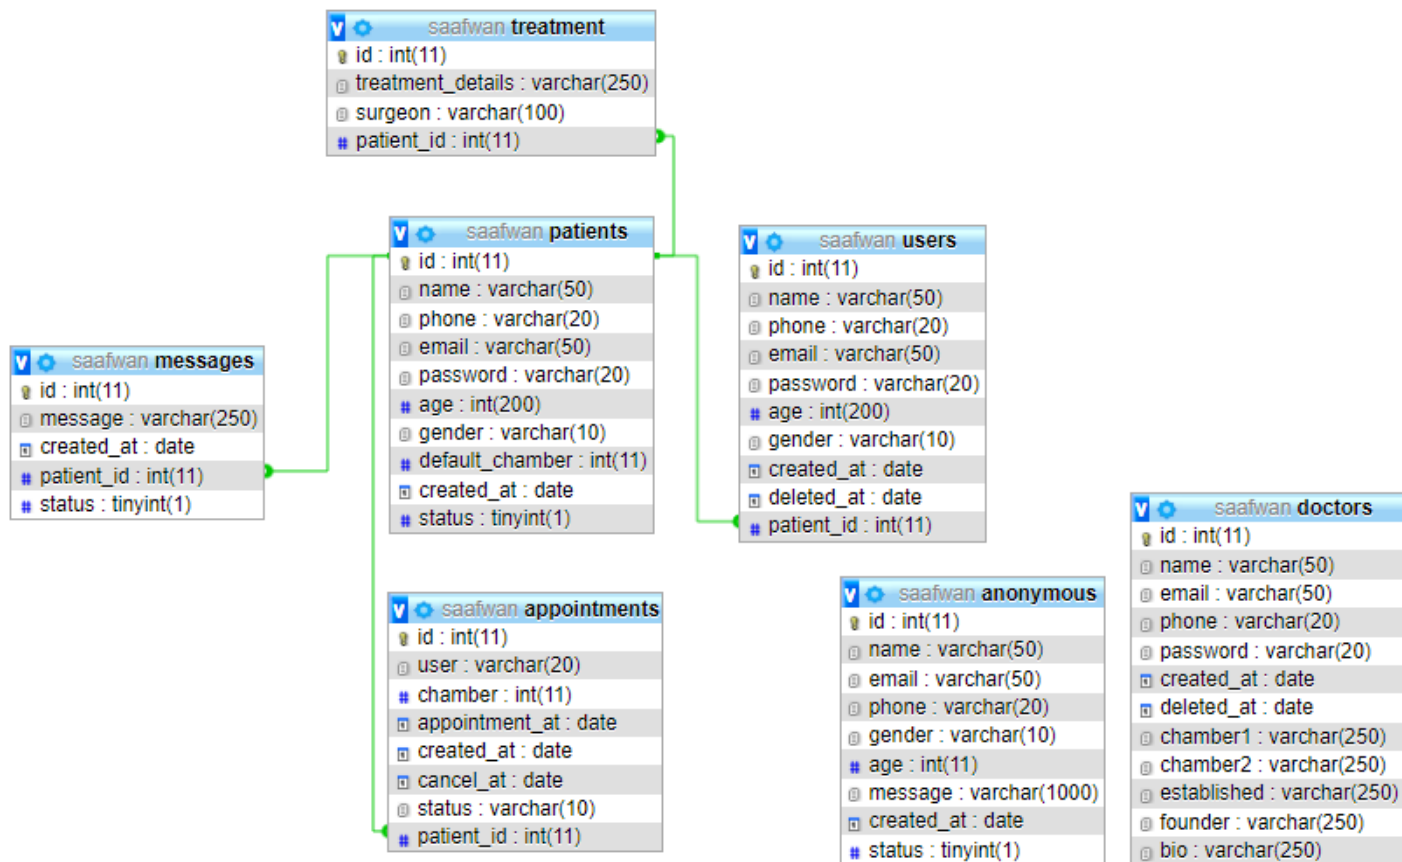 saafwan treatment
id : int(11)
treatment_details : varchar(250)
surgeon : varchar(100)
patient_id : int(11)
saafwan patients
id : int(11)
name : varchar(50)
phone : varchar(20)
email : varchar(50)
password : varchar(20)
age : int(200)
gender : varchar(10)
default_chamber : int(11)
created_at : date
status : tinyint(1)
saafwan users
id : int(11)
name : varchar(50)
phone : varchar(20)
email : varchar(50)
password : varchar(20)
age : int(200)
gender : varchar(10)
created_at : date
deleted_at : date
patient_id : int(11)
saafwan messages
id : int(11)
message : varchar(250)
created_at : date
patient_id : int(11)
status : tinyint(1)
saafwan appointments
id : int(11)
user : varchar(20)
chamber : int(11)
appointment_at : date
created_at : date
cancel_at : date
status : varchar(10)
patient_id : int(11)
saafwan anonymous
id : int(11)
name : varchar(50)
email : varchar(50)
phone : varchar(20)
gender : varchar(10)
age : int(11)
message : varchar(1000)
created_at : date
status : tinyint(1)
saafwan doctors
id : int(11)
name : varchar(50)
email : varchar(50)
phone : varchar(20)
password : varchar(20)
created_at : date
deleted_at : date
chamber1 : varchar(250)
chamber2 : varchar(250)
established : varchar(250)
founder : varchar(250)
bio : varchar(250)